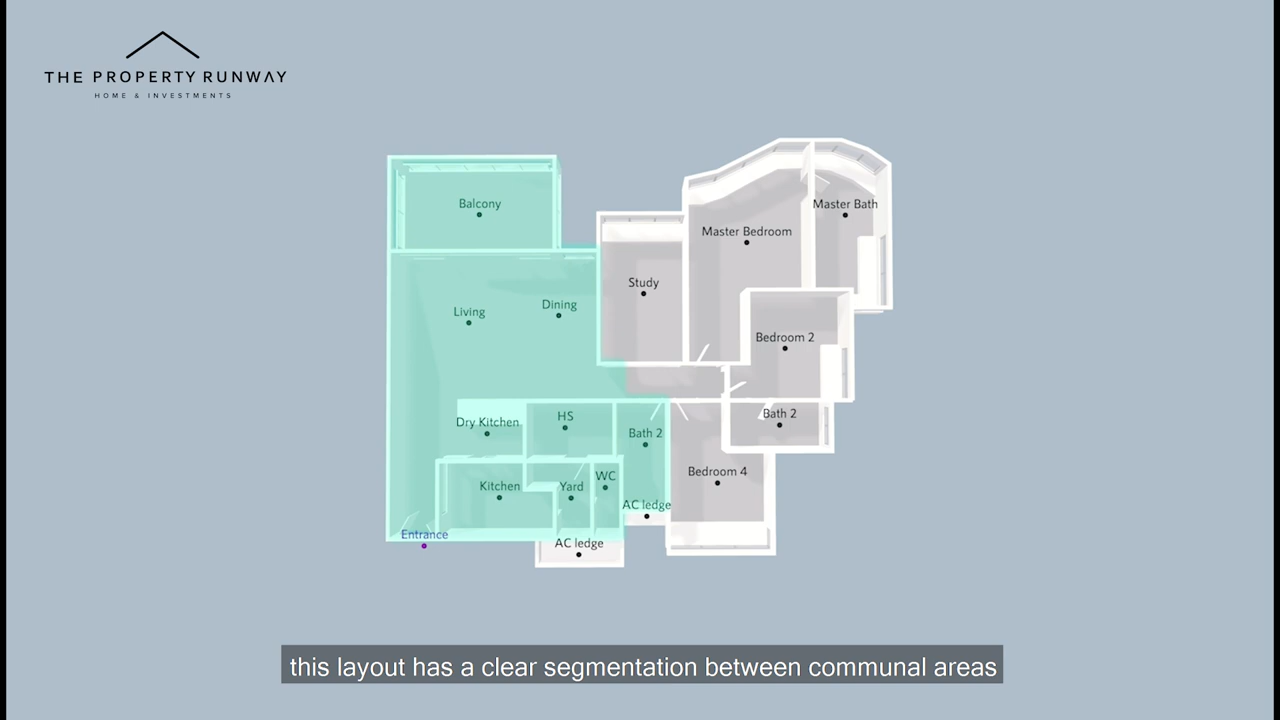 THE PROPERTY RUNWAY
HOME & INVESTMENTS
Balcony
Master Bath
Master Bedroom
Study
Living
Dining
Bedroom 2
Dry Kitchen
HS
Bath 2
Bath 2
Bedroom 4
Kitchen
Yard
WC
AC ledge
Entrance
AC ledge
this layout has a clear segmentation between communal areas